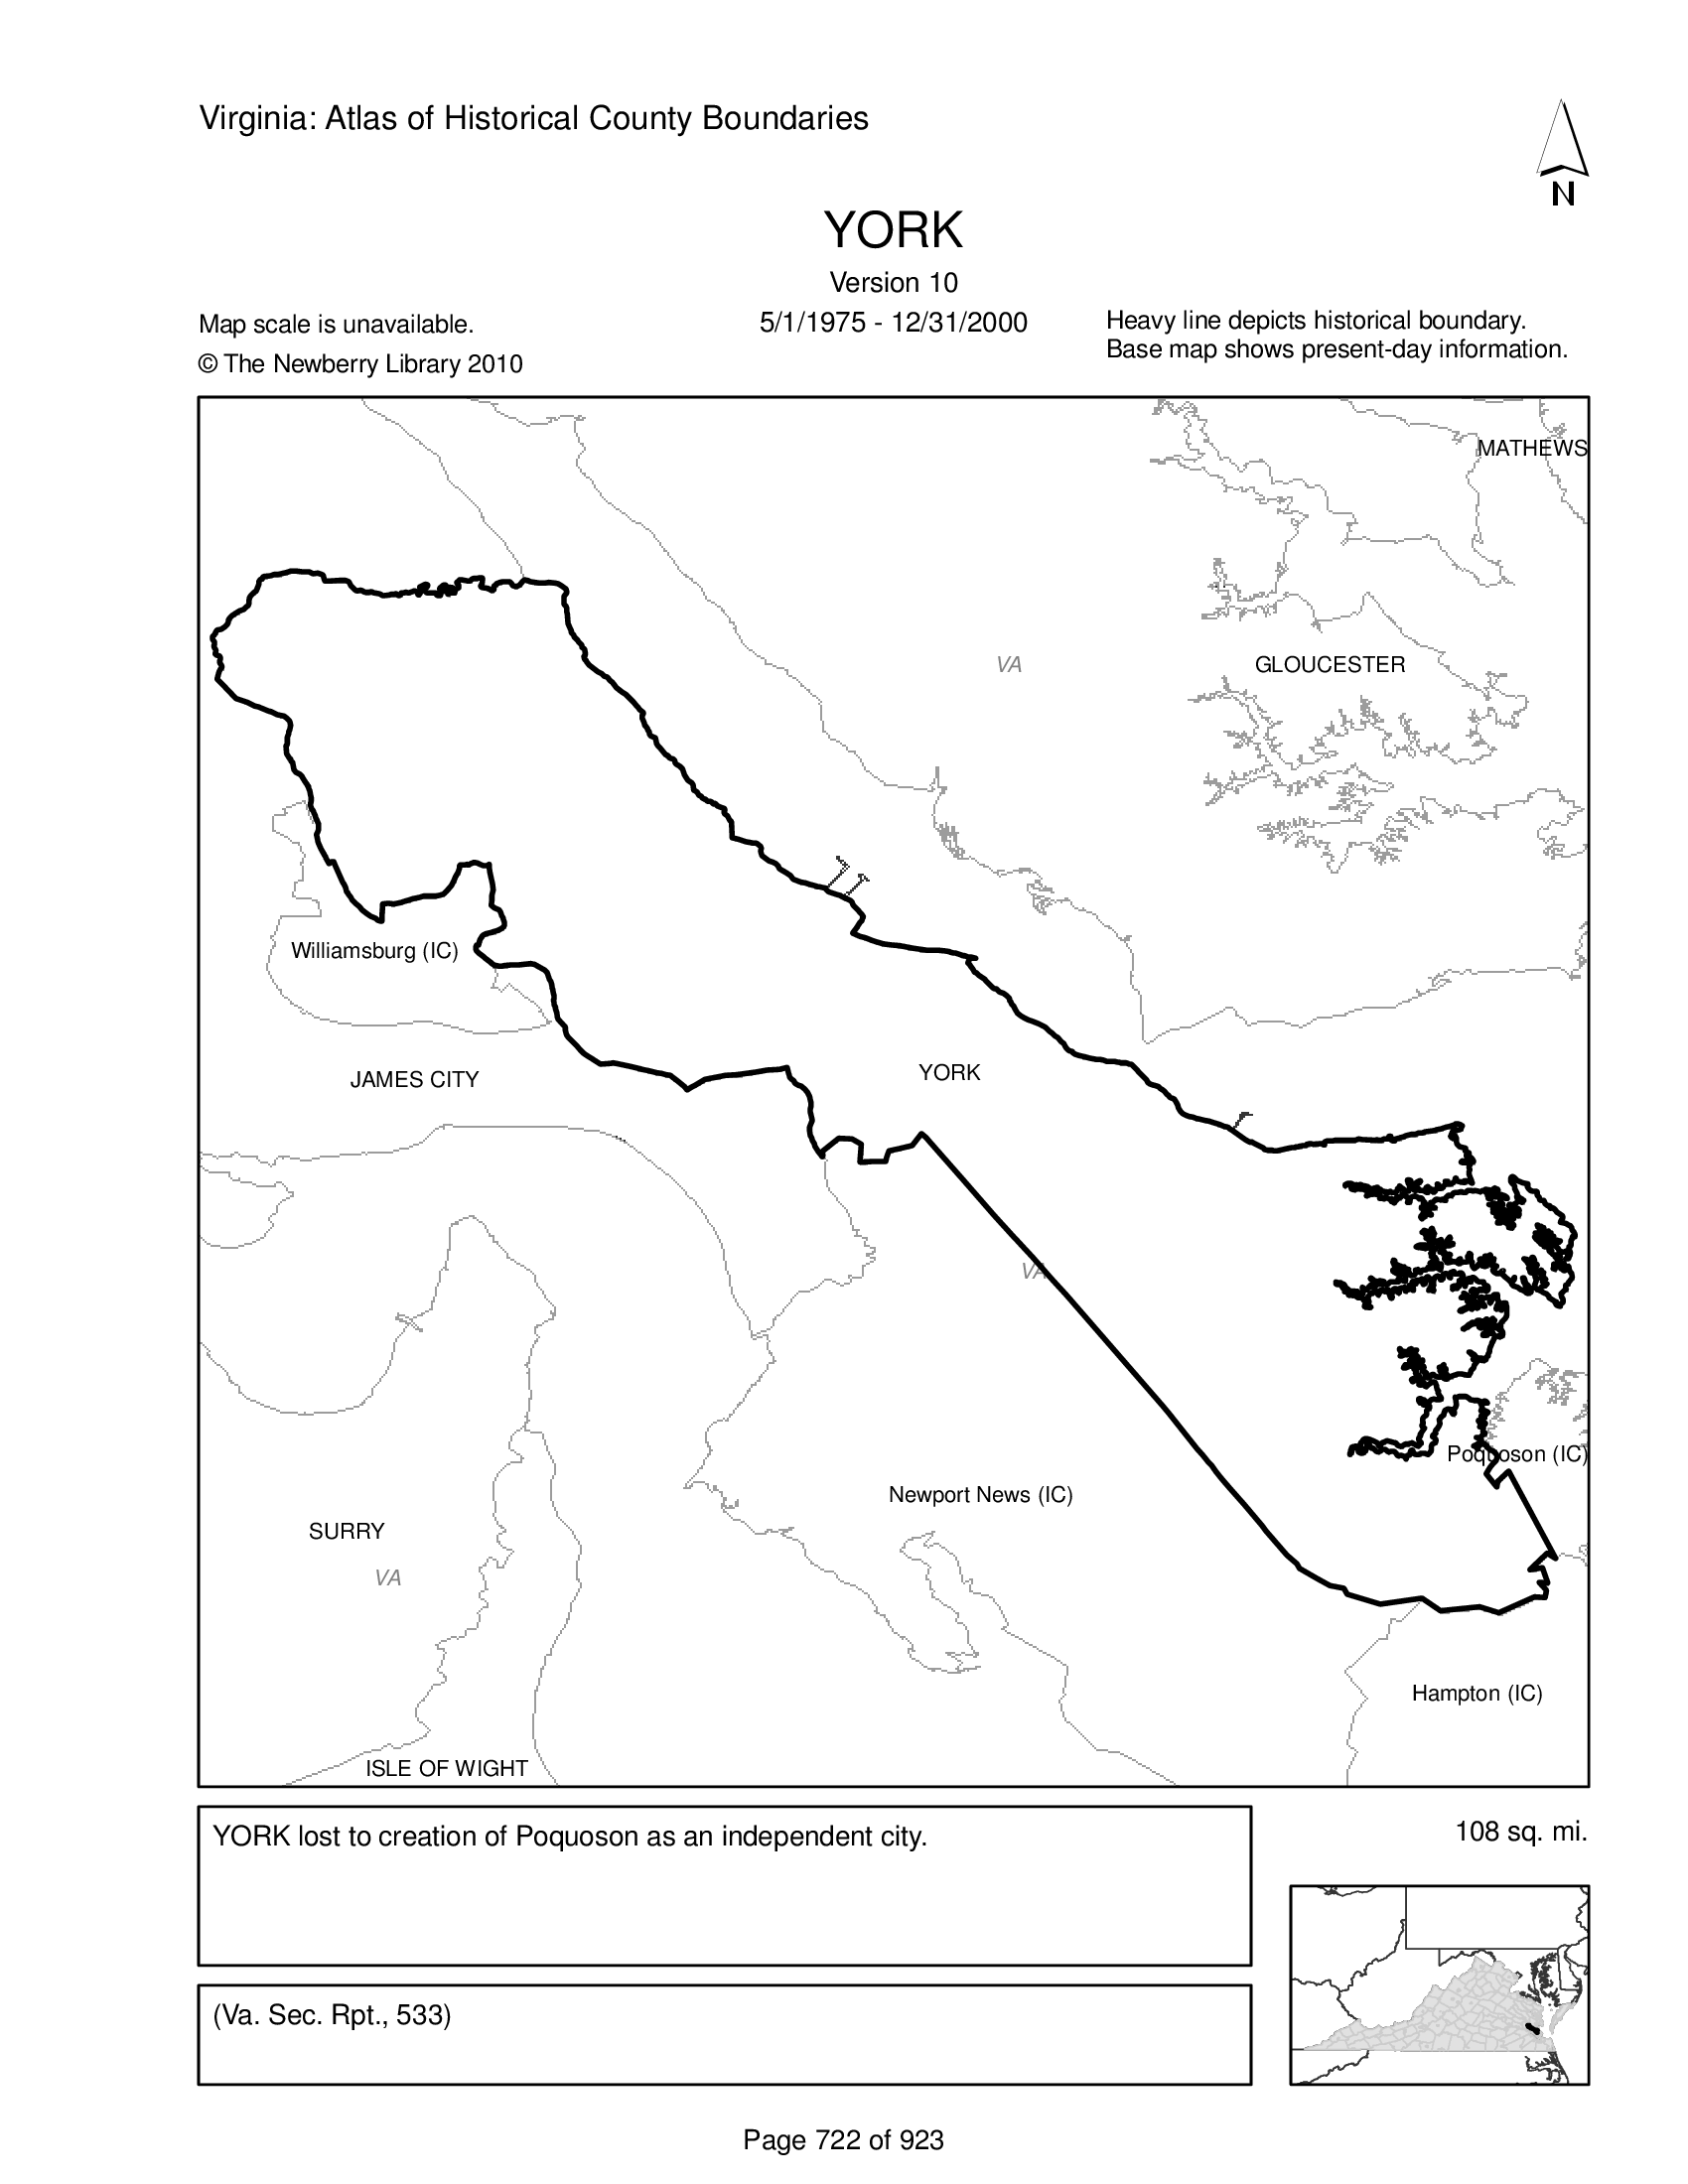 Virginia: Atlas of Historical County Boundaries
N
YORK
Version 10
5/1/1975 - 12/31/2000
Map scale is unavailable.
© The Newberry Library 2010
Heavy line depicts historical boundary.
Base map shows present-day information.
MATHEWS
VA
GLOUCESTER
Williamsburg (IC)
JAMES CITY
YORK
VA
Poquoson (IC)
Newport News (IC)
SURRY
VA
Hampton (IC)
ISLE OF WIGHT
YORK lost to creation of Poquoson as an independent city.
108 sq. mi.
(Va. Sec. Rpt., 533)
Page 722 of 923